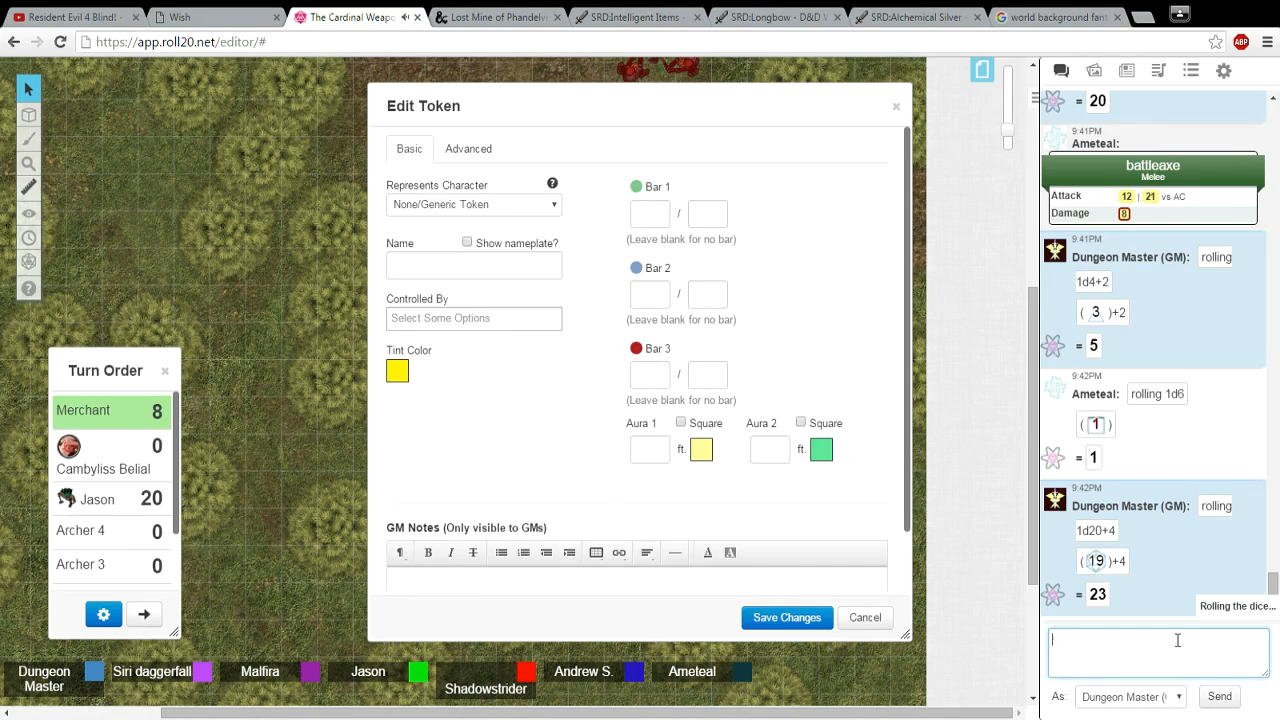 Resident Evil 4 Blind! -
Wish
The Cardinal Weapo
Lost Mine of Phandelv
SRD:Intelligent Items -
SRD:Longbow - D&D W
SRD:Alchemical Silver -
world background fant
https://app.roll20.net/editor/#
ABP
Edit Token
×
Basic
Advanced
Represents Character
?
None/Generic Token
Name
Show nameplate?
Controlled By
Select Some Options
Tint Color
Bar 1
/
(Leave blank for no bar)
Bar 2
/
(Leave blank for no bar)
Bar 3
/
(Leave blank for no bar)
Aura 1
Square
Aura 2
Square
ft.
ft.
GM Notes (Only visible to GMs)
B
I
T
A
A
Save Changes
Cancel
Turn Order
×
Merchant 8
Cambyliss Belial 0
Jason 20
Archer 4 0
Archer 3 0
Dungeon Master
Siri daggerfall
Malfira
Jason
Shadowstrider
Andrew S.
Ameteal
= 20
9:41PM
Ameteal:
battleaxe
Melee
Attack 12 | 21 vs AC
Damage 8
9:41PM
Dungeon Master (GM): rolling
1d4+2
( 3 )+2
= 5
9:42PM
Ameteal: rolling 1d6
( 1 )
= 1
9:42PM
Dungeon Master (GM): rolling
1d20+4
( 19 )+4
= 23
Rolling the dice...
As:
Dungeon Master (
Send